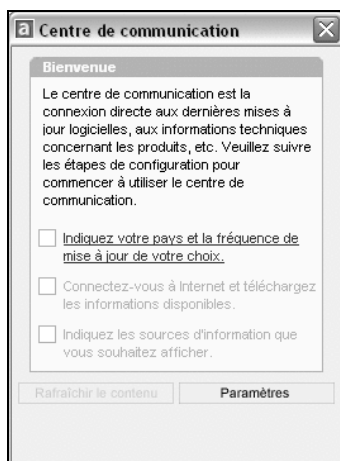 a Centre de communication
Bienvenue
Le centre de communication est la
connexion directe aux dernières mises à
jour logicielles, aux informations techniques
concernant les produits, etc. Veuillez suivre
les étapes de configuration pour
commencer à utiliser le centre de
communication.
Indiquez votre pays et la fréquence de
mise à jour de votre choix.
Connectez-vous à Internet et téléchargez
les informations disponibles.
Indiquez les sources d'information que
vous souhaitez afficher.
Rafraîchir le contenu Paramètres